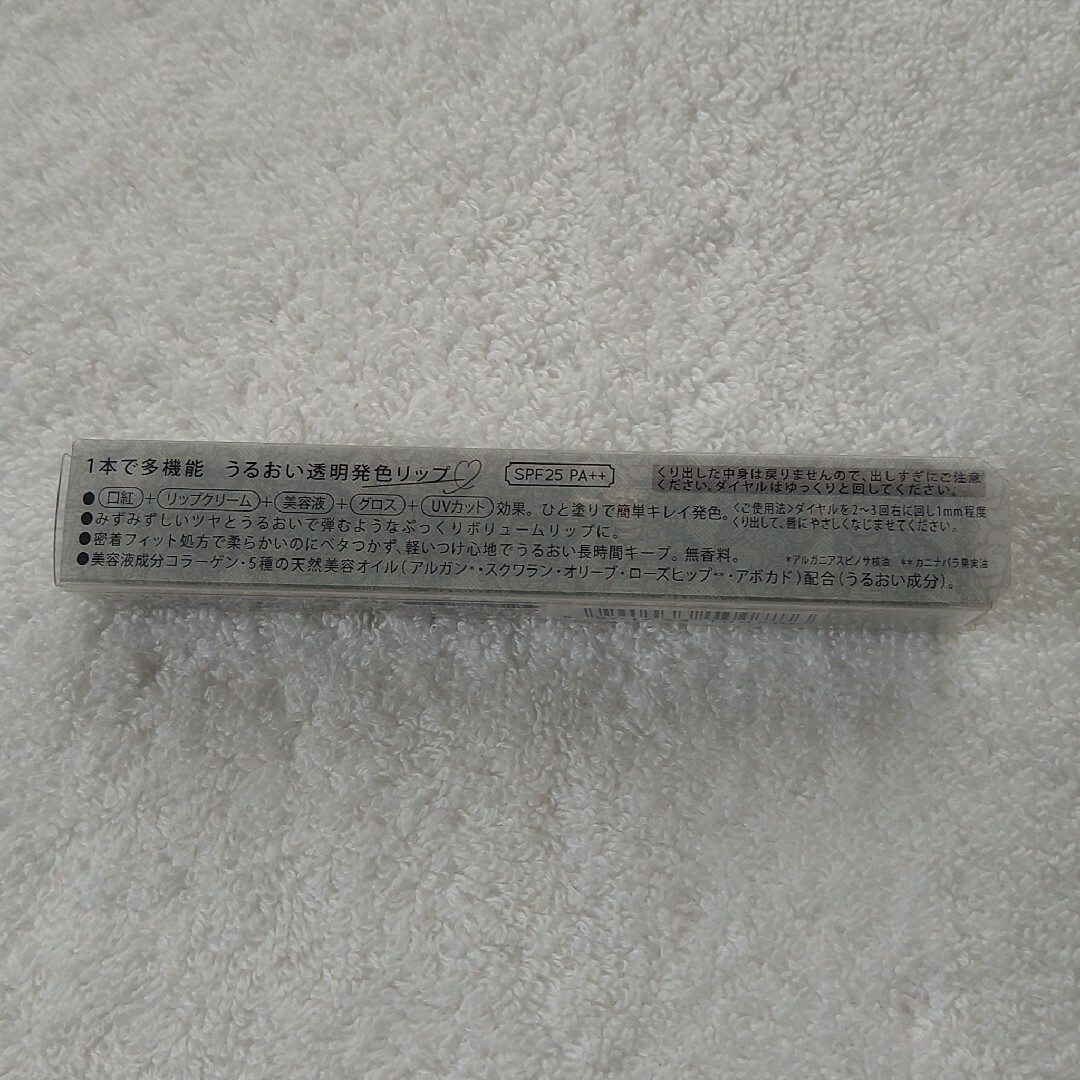 1本で多機能 うるおい透明発色リップ
SPF25 PA++
くり出した中身は戻りませんので、出しすぎにご注意
ください。ダイヤルはゆっくりと回してください。
●口紅+リップクリーム+美容液+グロス+UVカット効果。ひと塗りで簡単キレイ発色。
<ご使用法>ダイヤルを2~3回右に回し1mm程度
くり出して、唇にやさしくなじませてください。
●みずみずしいツヤとうるおいで弾むようなぷっくりボリュームリップに。
●密着フィット処方で柔らかいのにベタつかず、軽いつけ心地でうるおい長時間キープ。無香料。
*アルガニアスピノサ核油 **カニナバラ果実油
●美容液成分コラーゲン・5種の天然美容オイル(アルガン*・スクワラン・オリーブ・ローズヒップ**・アボカド)配合(うるおい成分)。